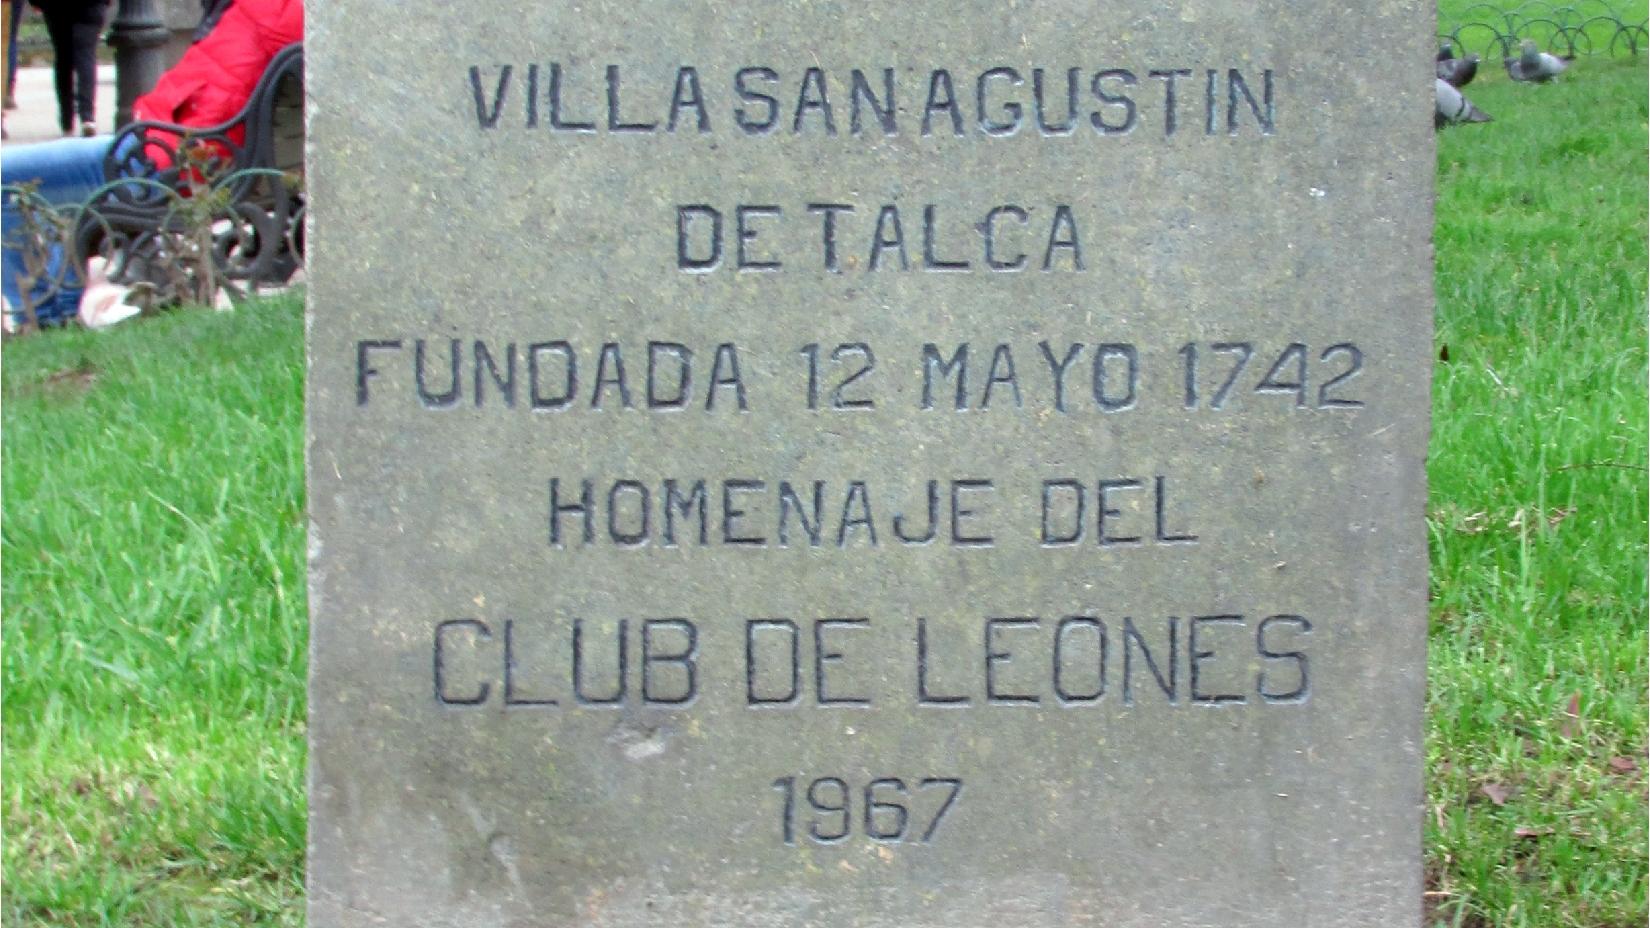 VILLA SAN AGUSTIN
DE TALCA
FUNDADA 12 MAYO 1742
HOMENAJE DEL
CLUB DE LEONES
1967